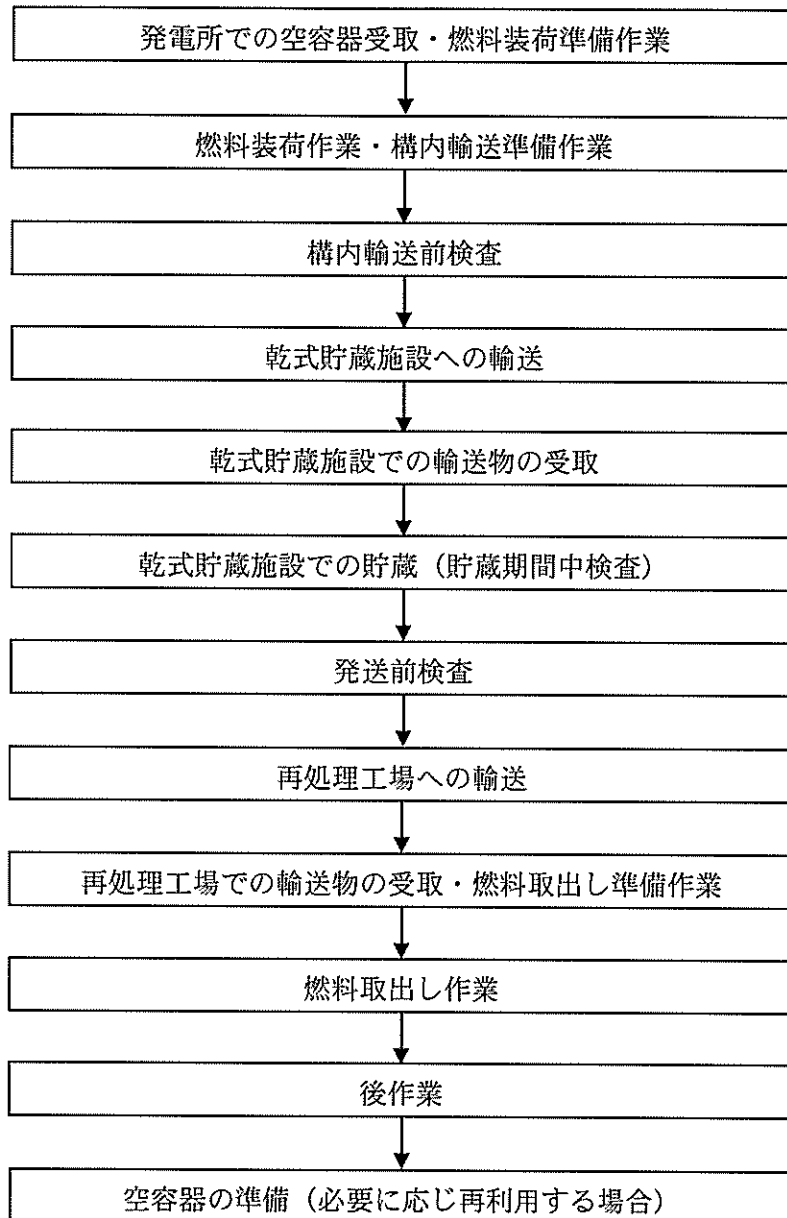 発電所での空容器受取・燃料装荷準備作業
燃料装荷作業・構内輸送準備作業
構内輸送前検査
乾式貯蔵施設への輸送
乾式貯蔵施設での輸送物の受取
乾式貯蔵施設での貯蔵（貯蔵期間中検査）
発送前検査
再処理工場への輸送
再処理工場での輸送物の受取・燃料取出し準備作業
燃料取出し作業
後作業
空容器の準備（必要に応じ再利用する場合）